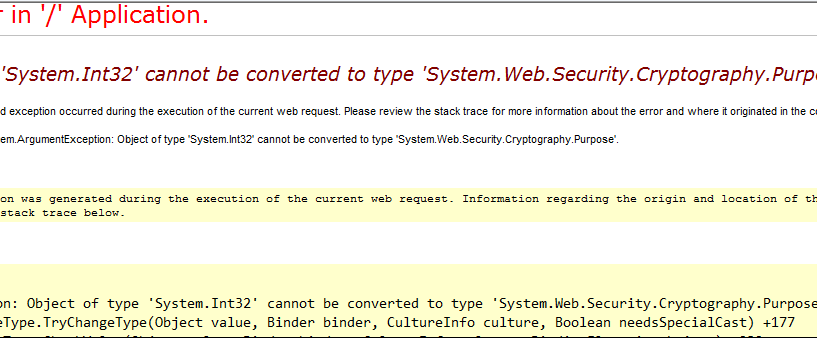 in '/' Application.
'System.Int32' cannot be converted to type 'System.Web.Security.Cryptography.Purp
d exception occurred during the execution of the current web request. Please review the stack trace for more information about the error and where it originated in the c
em.ArgumentException: Object of type 'System.Int32' cannot be converted to type 'System.Web.Security.Cryptography.Purpose'.
on was generated during the execution of the current web request. Information regarding the origin and location of th
stack trace below.
on: Object of type 'System.Int32' cannot be converted to type 'System.Web.Security.Cryptography.Purpose
eType.TryChangeType(Object value, Binder binder, CultureInfo culture, Boolean needsSpecialCast) +177